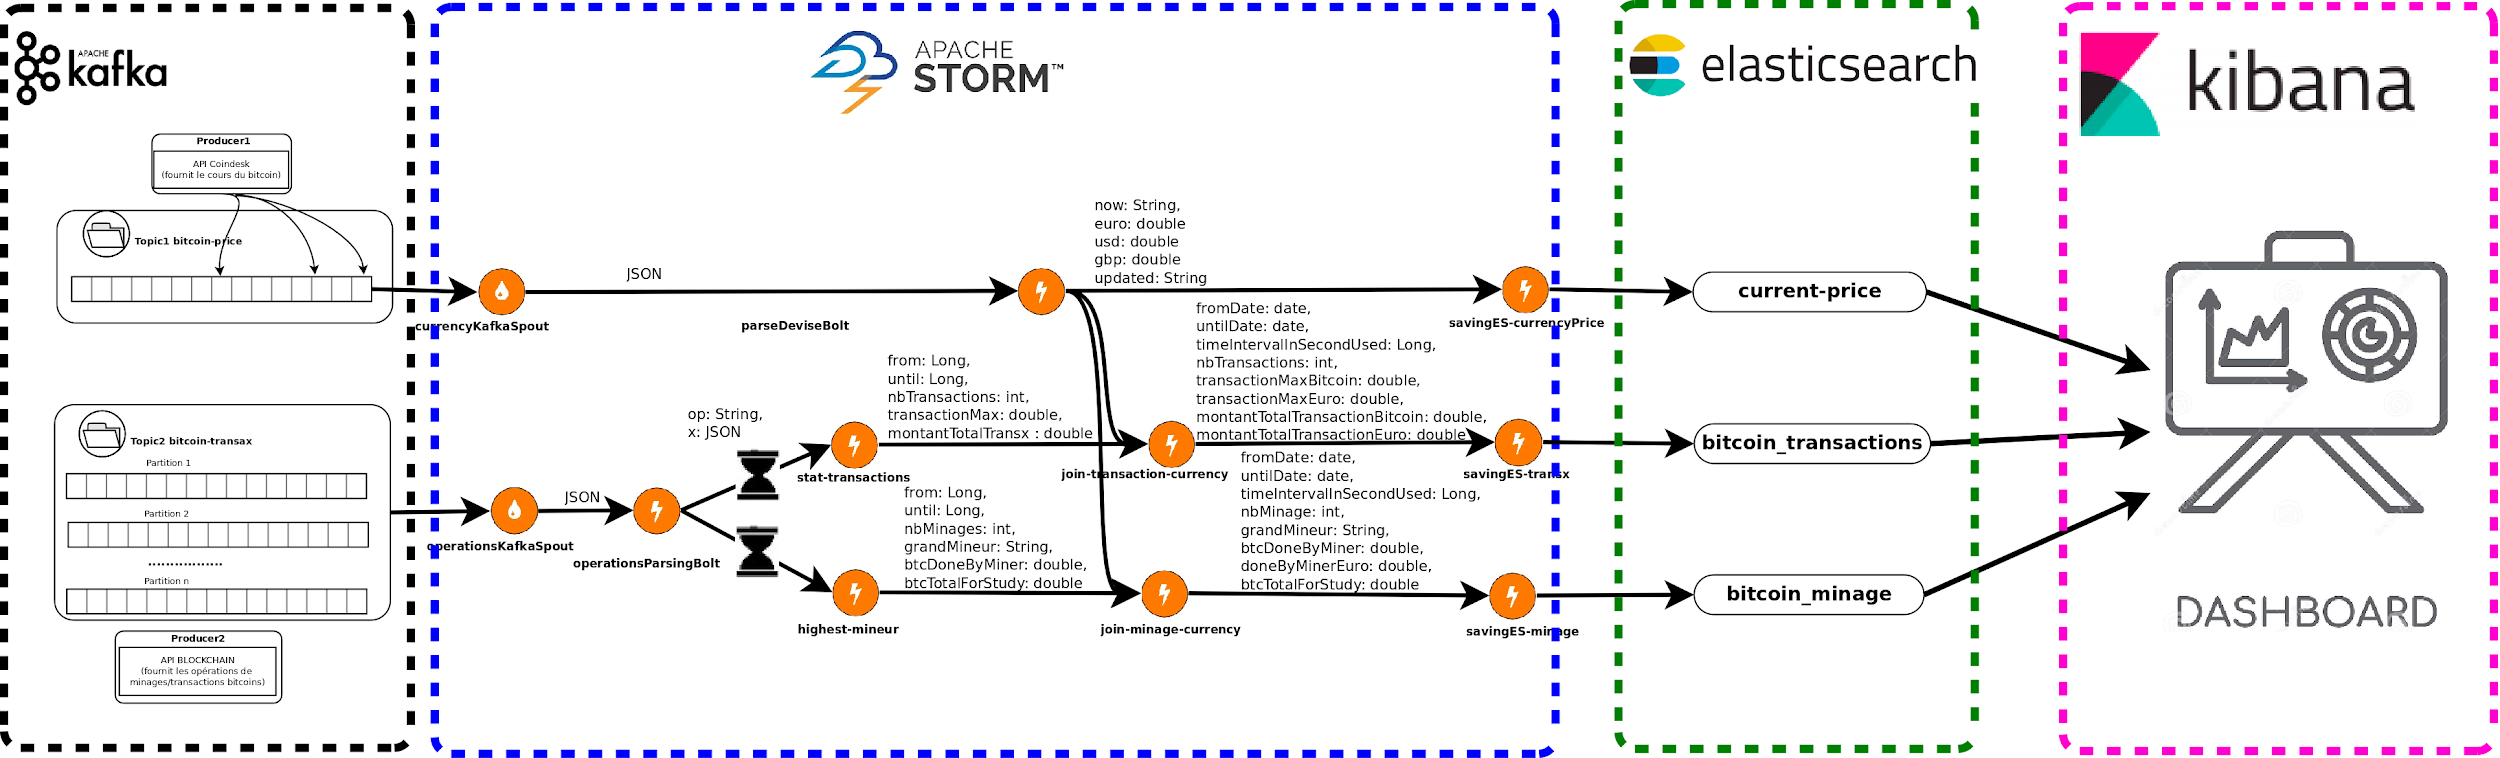 APACHE
kafka
Producer1
API Coindesk
(fournit le cours du bitcoin)
Topic1 bitcoin-price
Topic2 bitcoin-transax
Partition 1
Partition 2
................
Partition n
Producer2
API BLOCKCHAIN
(fournit les opérations de
minages/transactions bitcoins)
APACHE
STORM™
currencyKafkaSpout
JSON
parseDeviseBolt
now: String,
euro: double
usd: double
gbp: double
updated: String
savingES-currencyPrice
operationsKafkaSpout
JSON
operationsParsingBolt
op: String,
x: JSON
stat-transactions
from: Long,
until: Long,
nbTransactions: int,
transactionMax: double,
montantTotalTransx : double
join-transaction-currency
fromDate: date,
untilDate: date,
timeIntervalInSecondUsed: Long,
nbTransactions: int,
transactionMaxBitcoin: double,
transactionMaxEuro: double,
montantTotalTransactionBitcoin: double,
montantTotalTransactionEuro: double
savingES-transx
highest-mineur
from: Long,
until: Long,
nbMinages: int,
grandMineur: String,
btcDoneByMiner: double,
btcTotalForStudy: double
join-minage-currency
fromDate: date,
untilDate: date,
timeIntervalInSecondUsed: Long,
nbMinage: int,
grandMineur: String,
btcDoneByMiner: double,
doneByMinerEuro: double,
btcTotalForStudy: double
savingES-minage
elasticsearch
current-price
bitcoin_transactions
bitcoin_minage
kibana
DASHBOARD